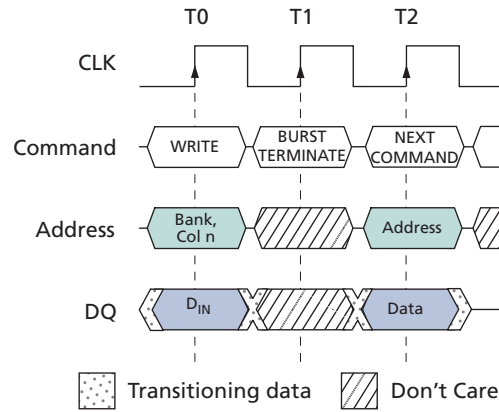 T0 T1 T2
CLK
Command WRITE BURST TERMINATE NEXT COMMAND
Address Bank, Col n Address
DQ D_IN Data
Transitioning data Don't Care